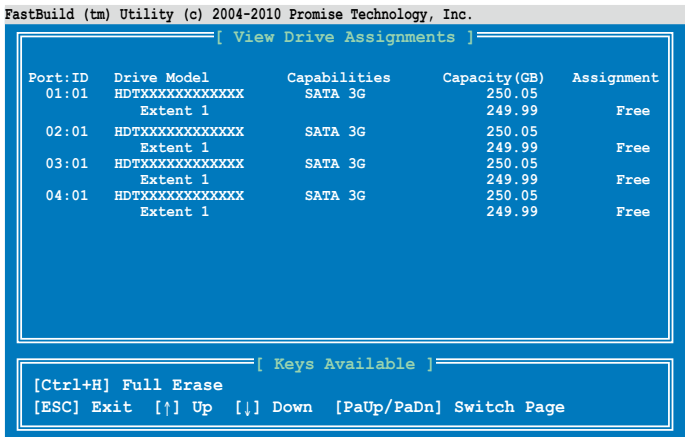 FastBuild (tm) Utility (c) 2004-2010 Promise Technology, Inc.
[ View Drive Assignments ]
Port:ID Drive Model Capabilities Capacity(GB) Assignment
01:01 HDTXXXXXXXXXXXX SATA 3G 250.05
Extent 1 249.99 Free
02:01 HDTXXXXXXXXXXXX SATA 3G 250.05
Extent 1 249.99 Free
03:01 HDTXXXXXXXXXXXX SATA 3G 250.05
Extent 1 249.99 Free
04:01 HDTXXXXXXXXXXXX SATA 3G 250.05
Extent 1 249.99 Free
[ Keys Available ]
[Ctrl+H] Full Erase
[ESC] Exit [↑] Up [↓] Down [PaUp/PaDn] Switch Page